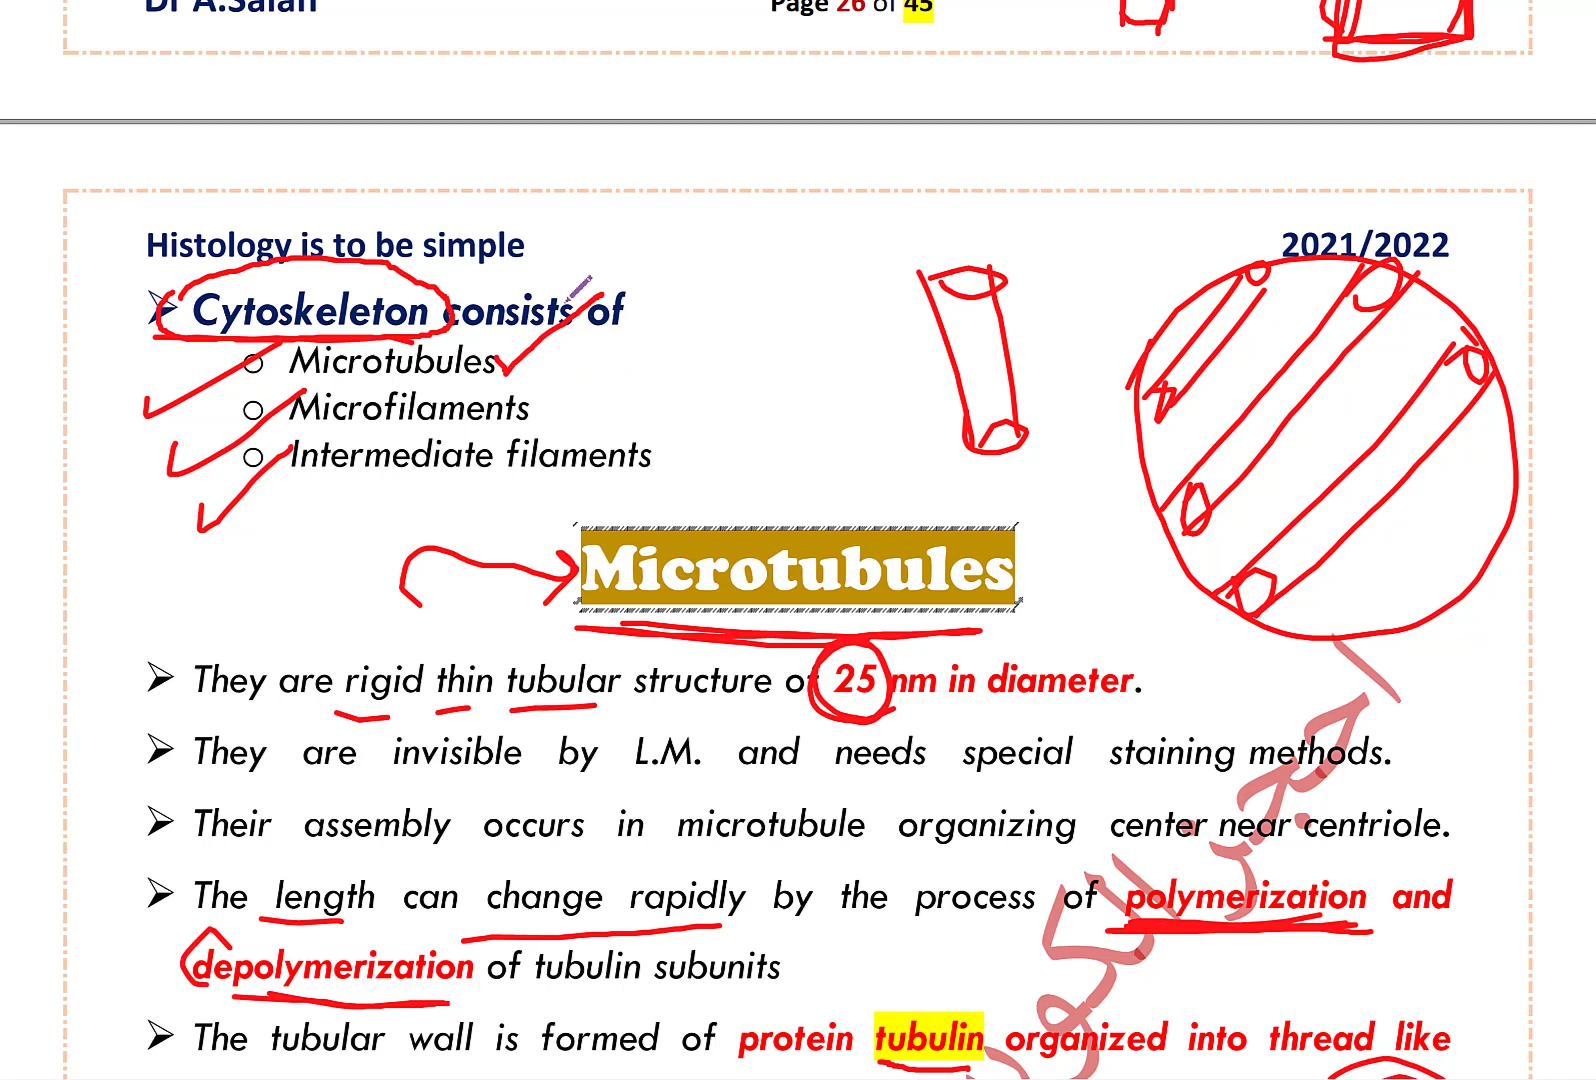 Dr A.Salah
Page 26 of 45
Histology is to be simple 2021/2022
➢ Cytoskeleton consists of
o Microtubules
o Microfilaments
o Intermediate filaments
Microtubules
➢ They are rigid thin tubular structure of 25 nm in diameter.
➢ They are invisible by L.M. and needs special staining methods.
➢ Their assembly occurs in microtubule organizing center near centriole.
➢ The length can change rapidly by the process of polymerization and
depolymerization of tubulin subunits
➢ The tubular wall is formed of protein tubulin organized into thread like